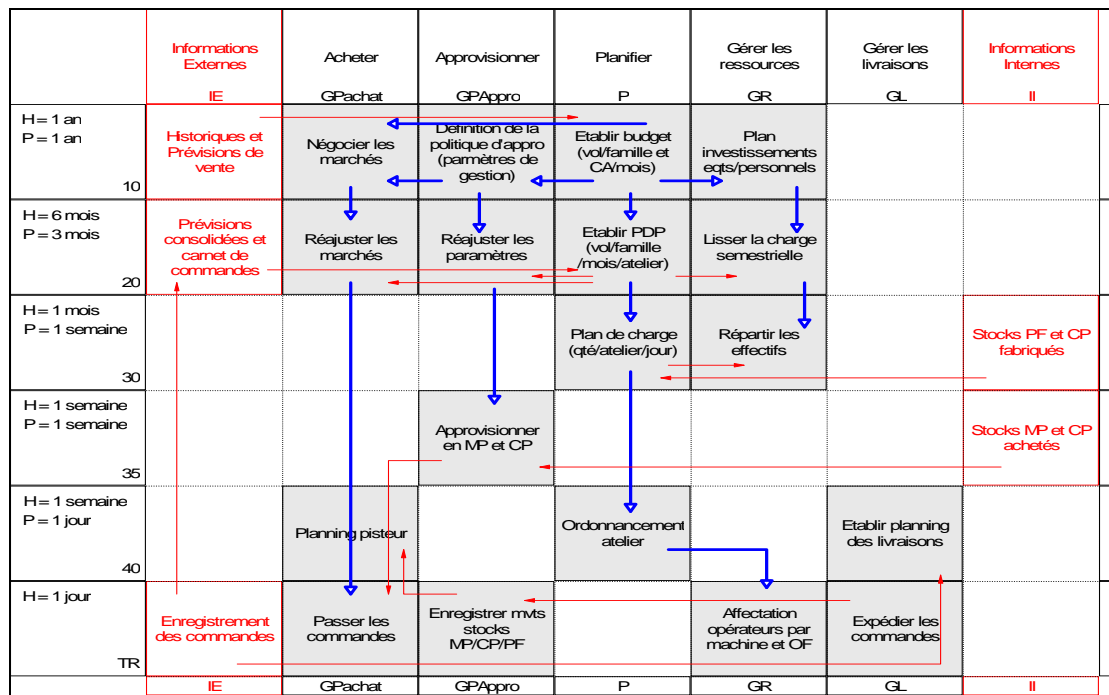 Informations
Externes
IE
Acheter
GPachat
Approvisionner
GPAppro
Planifier
P
Gérer les
ressources
GR
Gérer les
livraisons
GL
Informations
Internes
II
H = 1 an
P = 1 an
10
Historiques et
Prévisions de
vente
Négocier les
marchés
Définition de la
politique d'appro
(parmètres de
gestion)
Etablir budget
(vol/famille et
CA/mois)
Plan
investissements
eqts/personnels
H = 6 mois
P = 3 mois
20
Prévisions
consolidées et
carnet de
commandes
Réajuster les
marchés
Réajuster les
paramètres
Etablir PDP
(vol/famille
/mois/atelier)
Lisser la charge
semestrielle
H = 1 mois
P = 1 semaine
30
Plan de charge
(qté/atelier/jour)
Répartir les
effectifs
Stocks PF et CP
fabriqués
H = 1 semaine
P = 1 semaine
35
Approvisionner
en MP et CP
Stocks MP et CP
achetés
H = 1 semaine
P = 1 jour
40
Planning pisteur
Ordonnancement
atelier
Etablir planning
des livraisons
H = 1 jour
TR
Enregistrement
des commandes
Passer les
commandes
Enregistrer mvts
stocks
MP/CP/PF
Affectation
opérateurs par
machine et OF
Expédier les
commandes
IE
GPachat
GPAppro
P
GR
GL
II